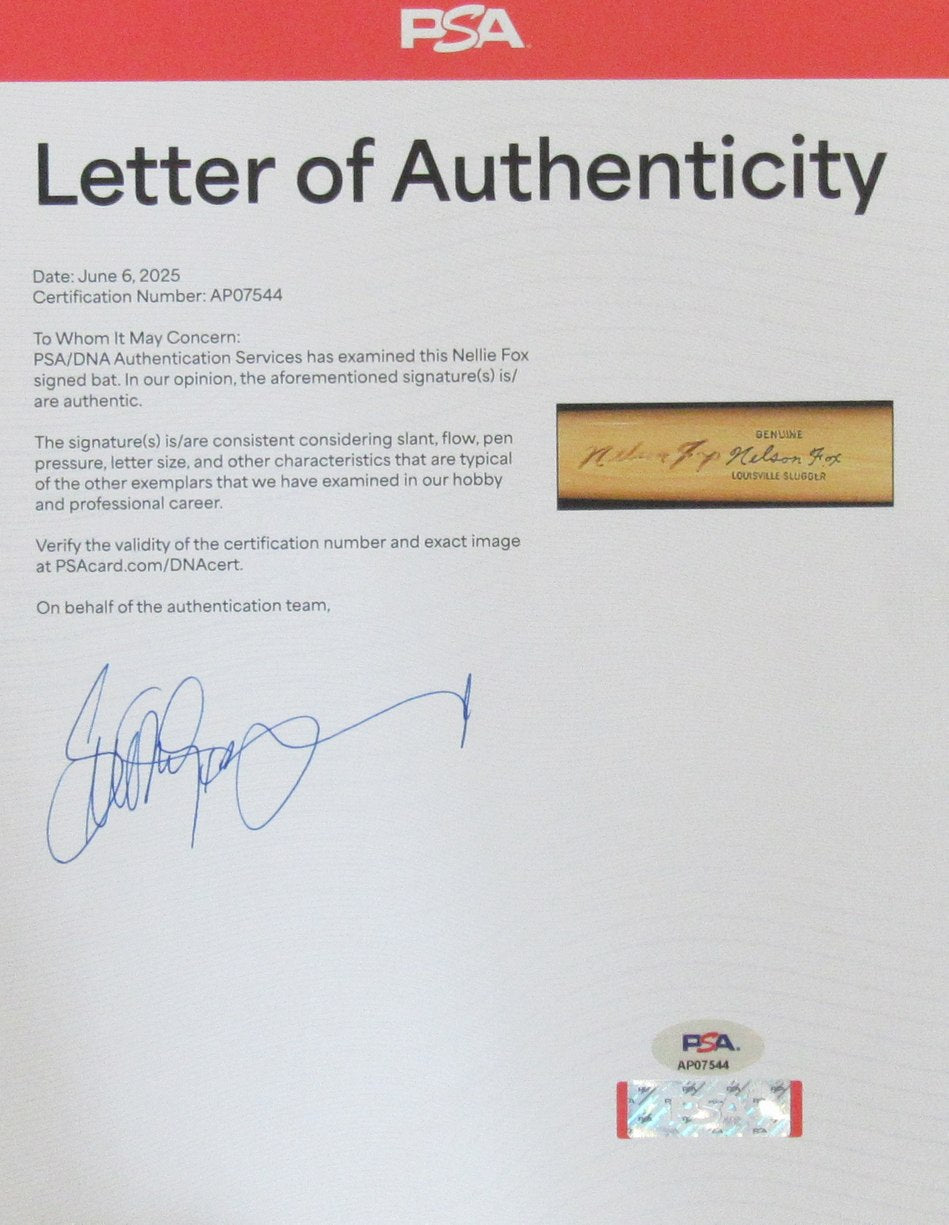 PSA
Letter of Authenticity
Date: June 6, 2025
Certification Number: AP07544
To Whom It May Concern:
PSA/DNA Authentication Services has examined this Nellie Fox
signed bat. In our opinion, the aforementioned signature(s) is/
are authentic.
The signature(s) is/are consistent considering slant, flow, pen
pressure, letter size, and other characteristics that are typical
of the other exemplars that we have examined in our hobby
and professional career.
Verify the validity of the certification number and exact image
at PSAcard.com/DNAcert.
On behalf of the authentication team,
GENUINE
Nelson Fox Nelson Fox
LOUISVILLE SLUGGER
PSA.
AP07544
PSA